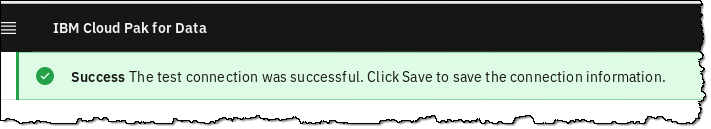 IBM Cloud Pak for Data
Success The test connection was successful. Click Save to save the connection information.